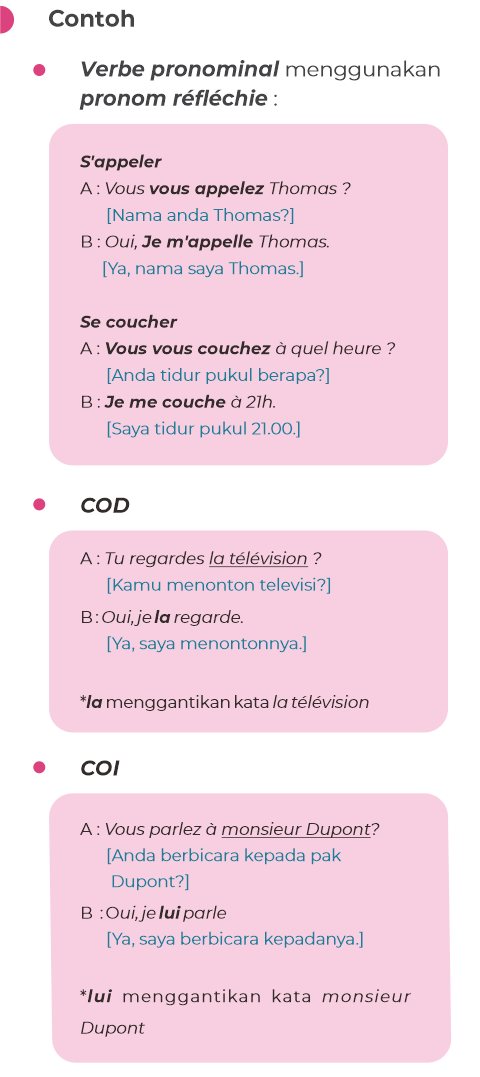 Contoh
Verbe pronominal menggunakan
pronom réfléchie :
S'appeler
A : Vous vous appelez Thomas ?
[Nama anda Thomas?]
B : Oui, Je m'appelle Thomas.
[Ya, nama saya Thomas.]
Se coucher
A : Vous vous couchez à quel heure ?
[Anda tidur pukul berapa?]
B : Je me couche à 21h.
[Saya tidur pukul 21.00.]
COD
A : Tu regardes la télévision ?
[Kamu menonton televisi?]
B : Oui, je la regarde.
[Ya, saya menontonnya.]
*la menggantikan kata la télévision
COI
A : Vous parlez à monsieur Dupont?
[Anda berbicara kepada pak
Dupont?]
B : Oui, je lui parle
[Ya, saya berbicara kepadanya.]
*lui menggantikan kata monsieur
Dupont